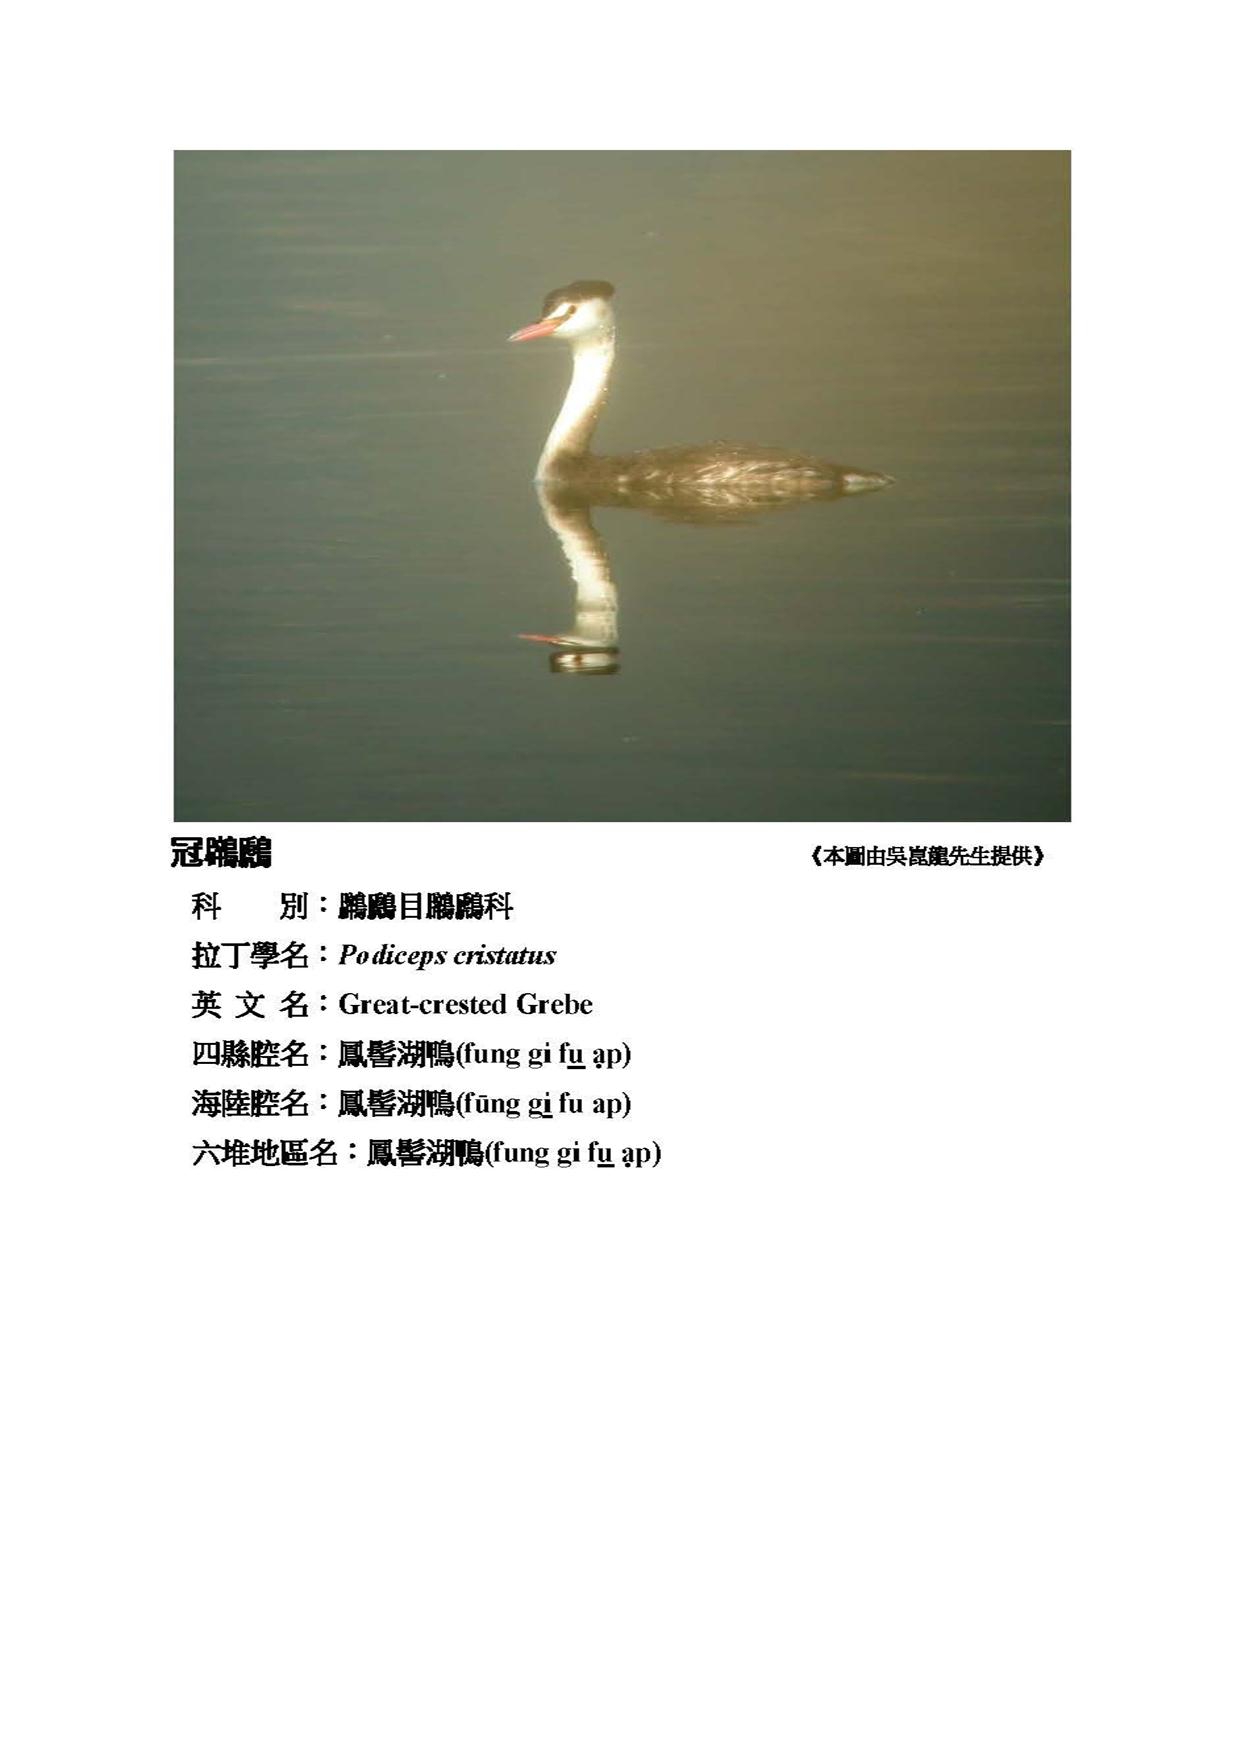 冠鸊鷉
《本圖由吳崑龍先生提供》
科　　別：鸊鷉目鸊鷉科
拉丁學名：Podiceps cristatus
英 文 名：Great-crested Grebe
四縣腔名：鳳髻湖鴨(fung gi fu̲ ạp)
海陸腔名：鳳髻湖鴨(fūng gi̲ fu ap)
六堆地區名：鳳髻湖鴨(fung gi fu̲ ạp)